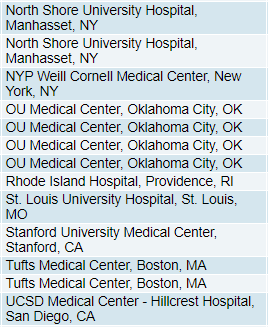 North Shore University Hospital,
Manhasset, NY
North Shore University Hospital,
Manhasset, NY
NYP Weill Cornell Medical Center, New
York, NY
OU Medical Center, Oklahoma City, OK
OU Medical Center, Oklahoma City, OK
OU Medical Center, Oklahoma City, OK
OU Medical Center, Oklahoma City, OK
Rhode Island Hospital, Providence, RI
St. Louis University Hospital, St. Louis,
MO
Stanford University Medical Center,
Stanford, CA
Tufts Medical Center, Boston, MA
Tufts Medical Center, Boston, MA
UCSD Medical Center - Hillcrest Hospital,
San Diego, CA